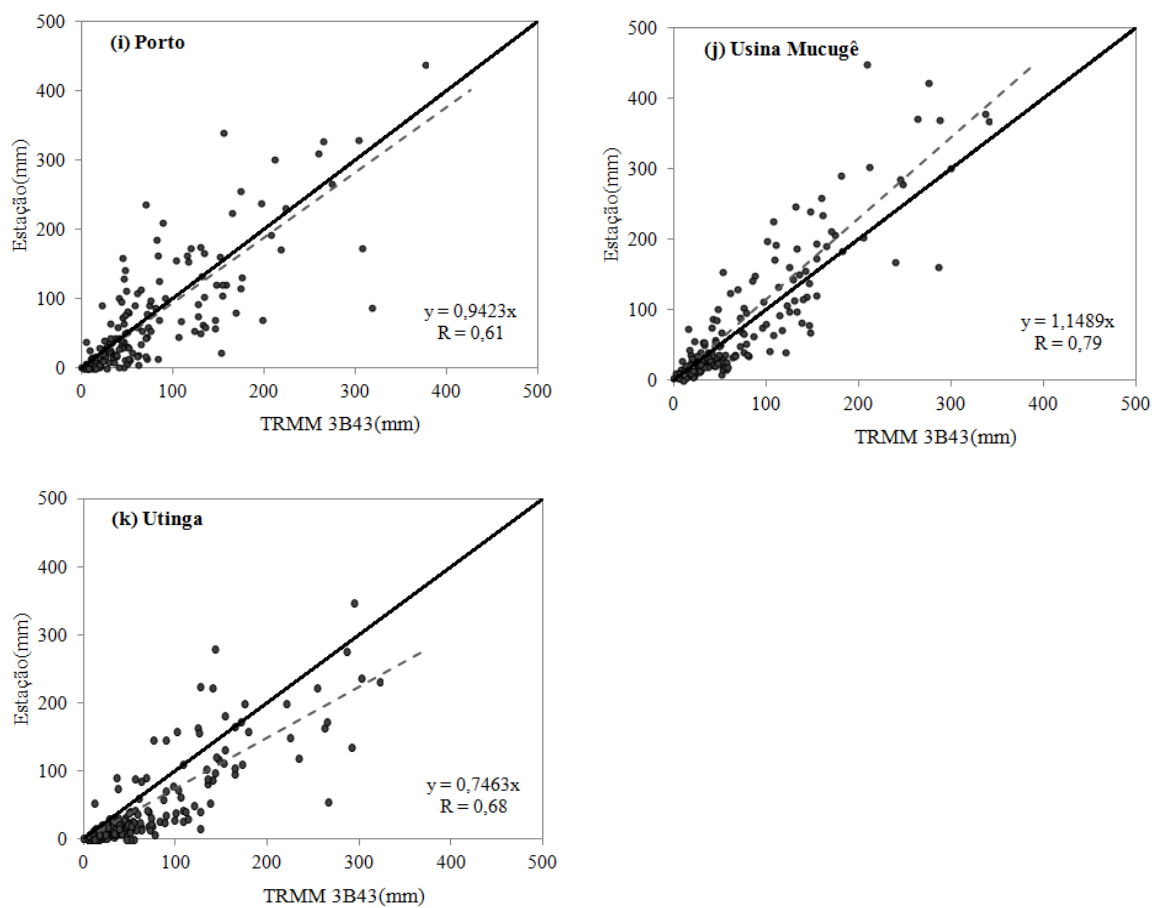 (i) Porto
500
400
300
200
100
0
Estação(mm)
y = 0,9423x
R = 0,61
0 100 200 300 400 500
TRMM 3B43(mm)
(j) Usina Mucugê
500
400
300
200
100
0
Estação(mm)
y = 1,1489x
R = 0,79
0 100 200 300 400 500
TRMM 3B43(mm)
(k) Utinga
500
400
300
200
100
0
Estação(mm)
y = 0,7463x
R = 0,68
0 100 200 300 400 500
TRMM 3B43(mm)